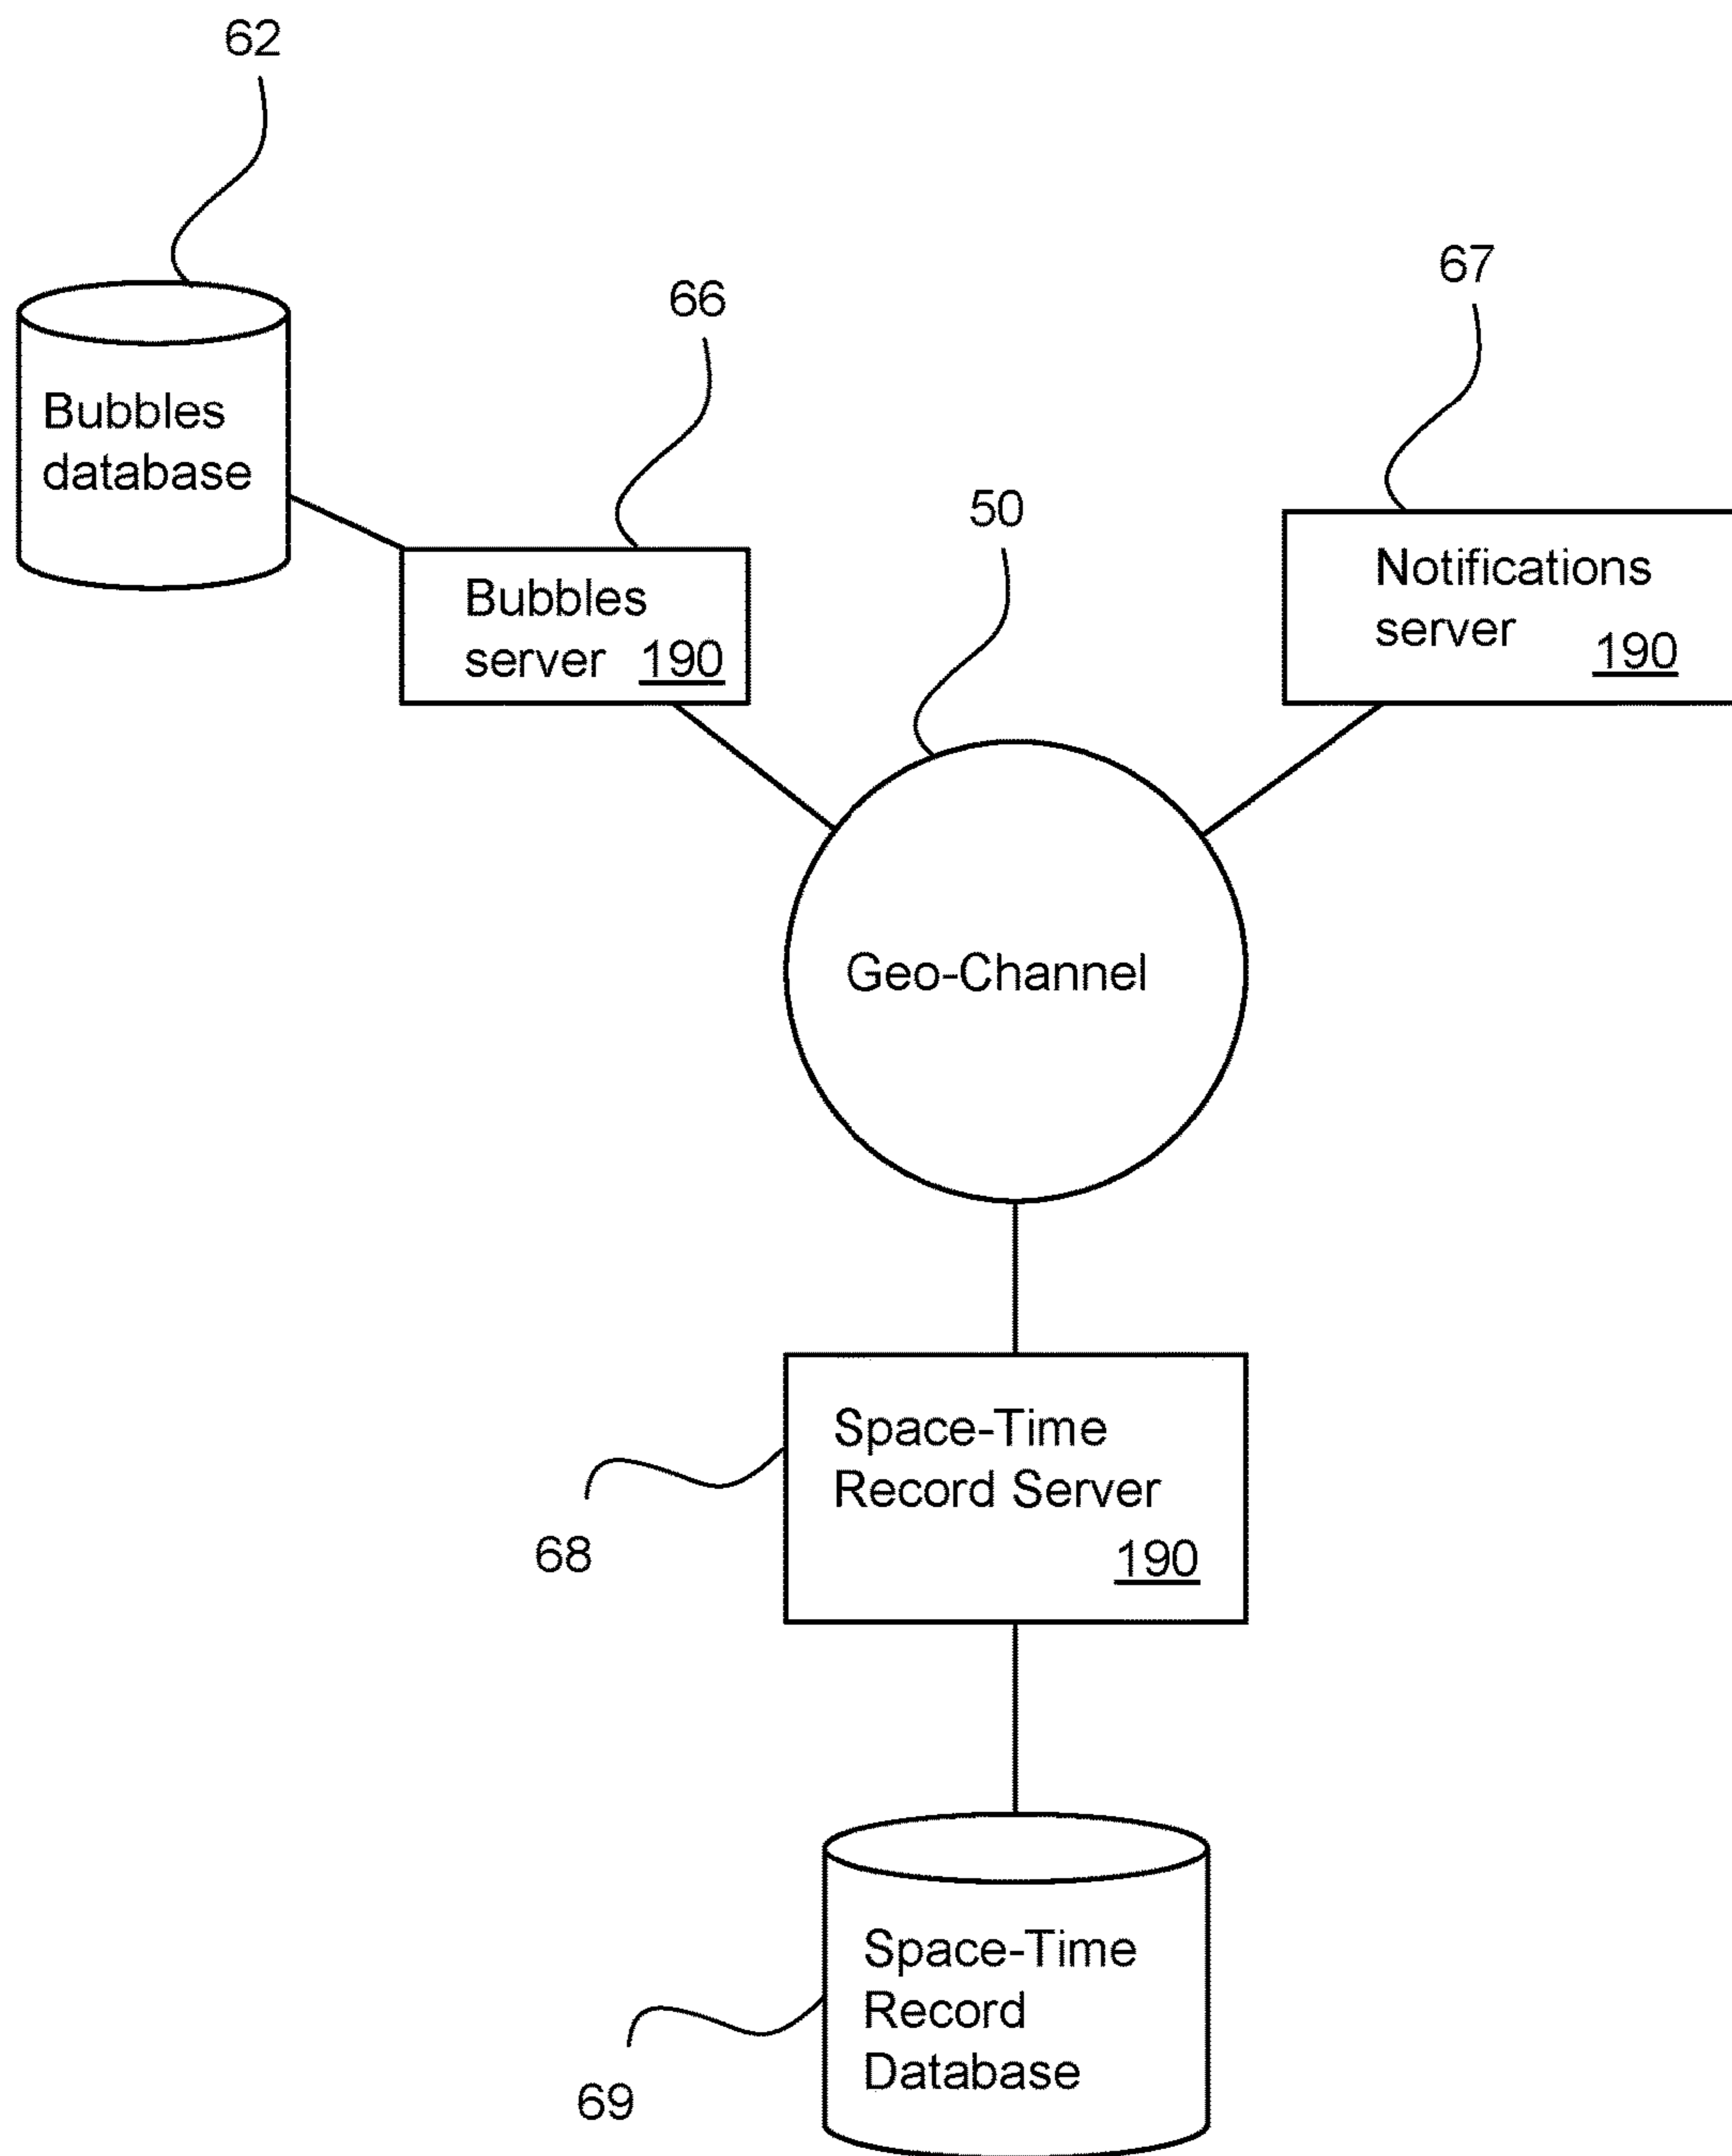 62
67
66
Bubbles
database
50
Notifications
server 190
Bubbles
server 190
Geo-Channel
Space-Time
Record Server
190
68
Space-Time
Record
Database
69